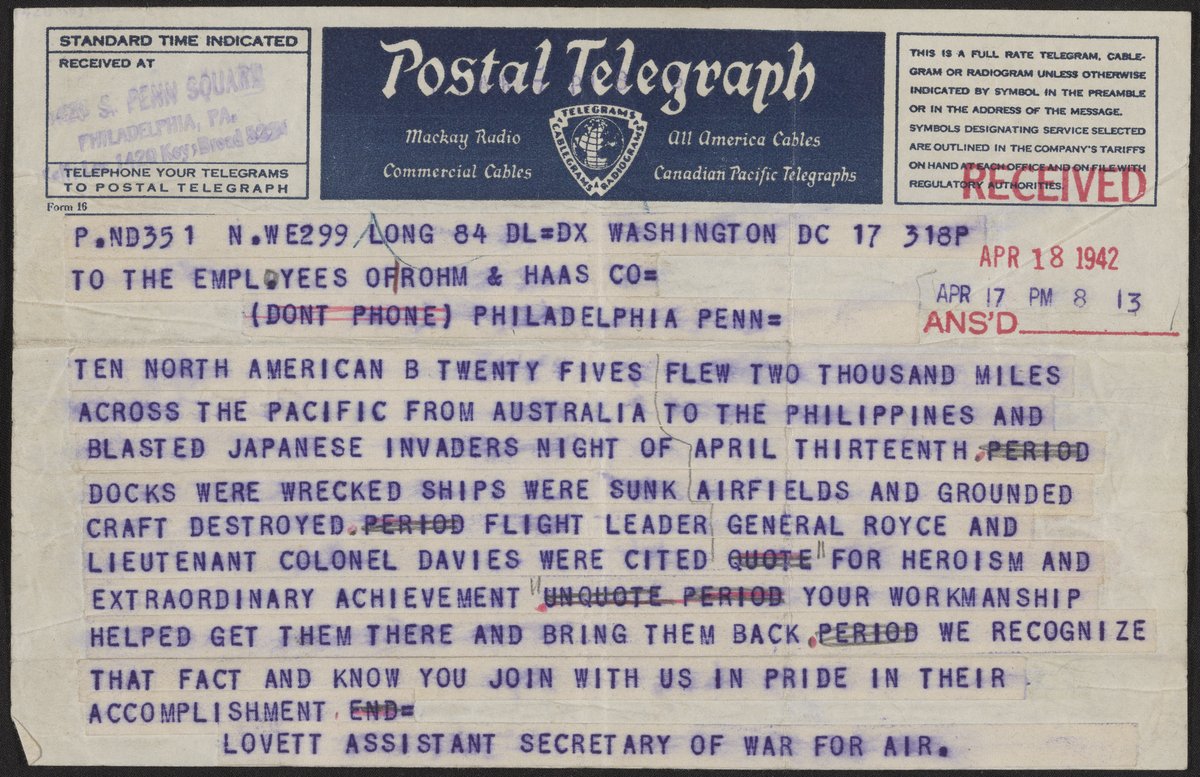 STANDARD TIME INDICATED
RECEIVED AT
1420 S. PENN SQUARE
PHILADELPHIA, PA.
TELEPHONE YOUR TELEGRAMS
TO POSTAL TELEGRAPH
Form 16
Postal Telegraph
Mackay Radio
Commercial Cables
TELEGRAMS
CABLEGRAMS
RADIOGRAMS
All America Cables
Canadian Pacific Telegraphs
THIS IS A FULL RATE TELEGRAM, CABLE-
GRAM OR RADIOGRAM UNLESS OTHERWISE
INDICATED BY SYMBOL IN THE PREAMBLE
OR IN THE ADDRESS OF THE MESSAGE.
SYMBOLS DESIGNATING SERVICE SELECTED
ARE OUTLINED IN THE COMPANY'S TARIFFS
ON HAND AT EACH OFFICE AND ON FILE WITH
REGULATORY AUTHORITIES.
RECEIVED
APR 18 1942
APR 17 PM 8 13
ANS'D
P.ND351 N.WE299 LONG 84 DL=DX WASHINGTON DC 17 318P
TO THE EMPLOYEES OF ROHM & HAAS CO=
(DONT PHONE) PHILADELPHIA PENN=
TEN NORTH AMERICAN B TWENTY FIVES FLEW TWO THOUSAND MILES
ACROSS THE PACIFIC FROM AUSTRALIA TO THE PHILIPPINES AND
BLASTED JAPANESE INVADERS NIGHT OF APRIL THIRTEENTH. PERIOD
DOCKS WERE WRECKED SHIPS WERE SUNK AIRFIELDS AND GROUNDED
CRAFT DESTROYED. PERIOD FLIGHT LEADER GENERAL ROYCE AND
LIEUTENANT COLONEL DAVIES WERE CITED QUOTE " FOR HEROISM AND
EXTRAORDINARY ACHIEVEMENT ". UNQUOTE PERIOD YOUR WORKMANSHIP
HELPED GET THEM THERE AND BRING THEM BACK. PERIOD WE RECOGNIZE
THAT FACT AND KNOW YOU JOIN WITH US IN PRIDE IN THEIR
ACCOMPLISHMENT. END=
LOVETT ASSISTANT SECRETARY OF WAR FOR AIR.